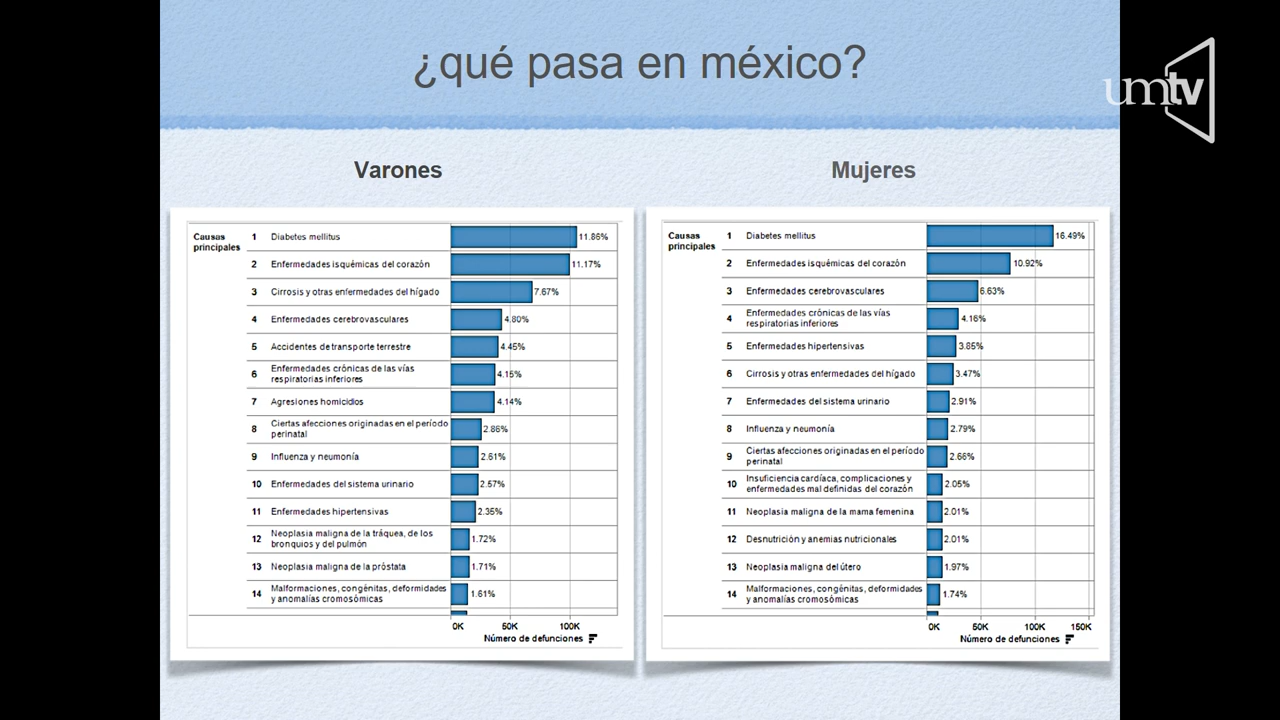 ¿qué pasa en méxico?
umtv
Varones
Causas
principales
1 Diabetes mellitus 11.86%
2 Enfermedades isquémicas del corazón 11.17%
3 Cirrosis y otras enfermedades del hígado 7.67%
4 Enfermedades cerebrovasculares 4.80%
5 Accidentes de transporte terrestre 4.45%
6 Enfermedades crónicas de las vías
respiratorias inferiores 4.15%
7 Agresiones homicidios 4.14%
8 Ciertas afecciones originadas en el período
perinatal 2.86%
9 Influenza y neumonía 2.61%
10 Enfermedades del sistema urinario 2.57%
11 Enfermedades hipertensivas 2.35%
12 Neoplasia maligna de la tráquea, de los
bronquios y del pulmón 1.72%
13 Neoplasia maligna de la próstata 1.71%
14 Malformaciones, congénitas, deformidades
y anomalías cromosómicas 1.61%
0K 50K 100K
Número de defunciones
Mujeres
Causas
principales
1 Diabetes mellitus 16.49%
2 Enfermedades isquémicas del corazón 10.92%
3 Enfermedades cerebrovasculares 6.63%
4 Enfermedades crónicas de las vías
respiratorias inferiores 4.16%
5 Enfermedades hipertensivas 3.85%
6 Cirrosis y otras enfermedades del hígado 3.47%
7 Enfermedades del sistema urinario 2.91%
8 Influenza y neumonía 2.79%
9 Ciertas afecciones originadas en el período
perinatal 2.66%
10 Insuficiencia cardíaca, complicaciones y
enfermedades mal definidas del corazón 2.05%
11 Neoplasia maligna de la mama femenina 2.01%
12 Desnutrición y anemias nutricionales 2.01%
13 Neoplasia maligna del útero 1.97%
14 Malformaciones, congénitas, deformidades
y anomalías cromosómicas 1.74%
0K 50K 100K 150K
Número de defunciones